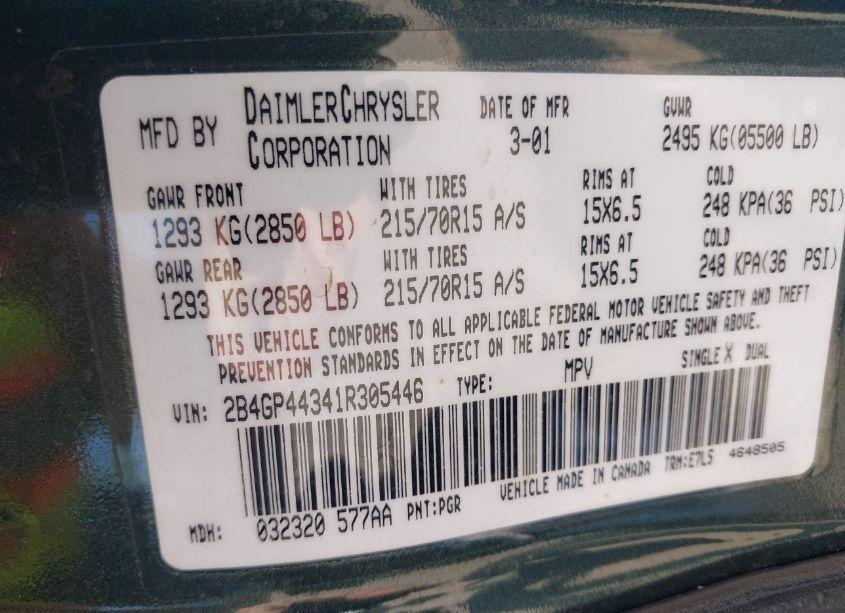 MFD BY DAIMLERCHRYSLER CORPORATION DATE OF MFR 3-01 GVWR 2495 KG(05500 LB)
GAWR FRONT WITH TIRES RIMS AT COLD
1293 KG(2850 LB) 215/70R15 A/S 15X6.5 248 KPA(36 PSI)
GAWR REAR WITH TIRES RIMS AT COLD
1293 KG(2850 LB) 215/70R15 A/S 15X6.5 248 KPA(36 PSI)
THIS VEHICLE CONFORMS TO ALL APPLICABLE FEDERAL MOTOR VEHICLE SAFETY AND THEFT
PREVENTION STANDARDS IN EFFECT ON THE DATE OF MANUFACTURE SHOWN ABOVE.
VIN: 2B4GP44341R305446 TYPE: MPV SINGLE X DUAL
MDH: 032320 577AA PNT:PGR VEHICLE MADE IN CANADA TRM:E7LS 4648505